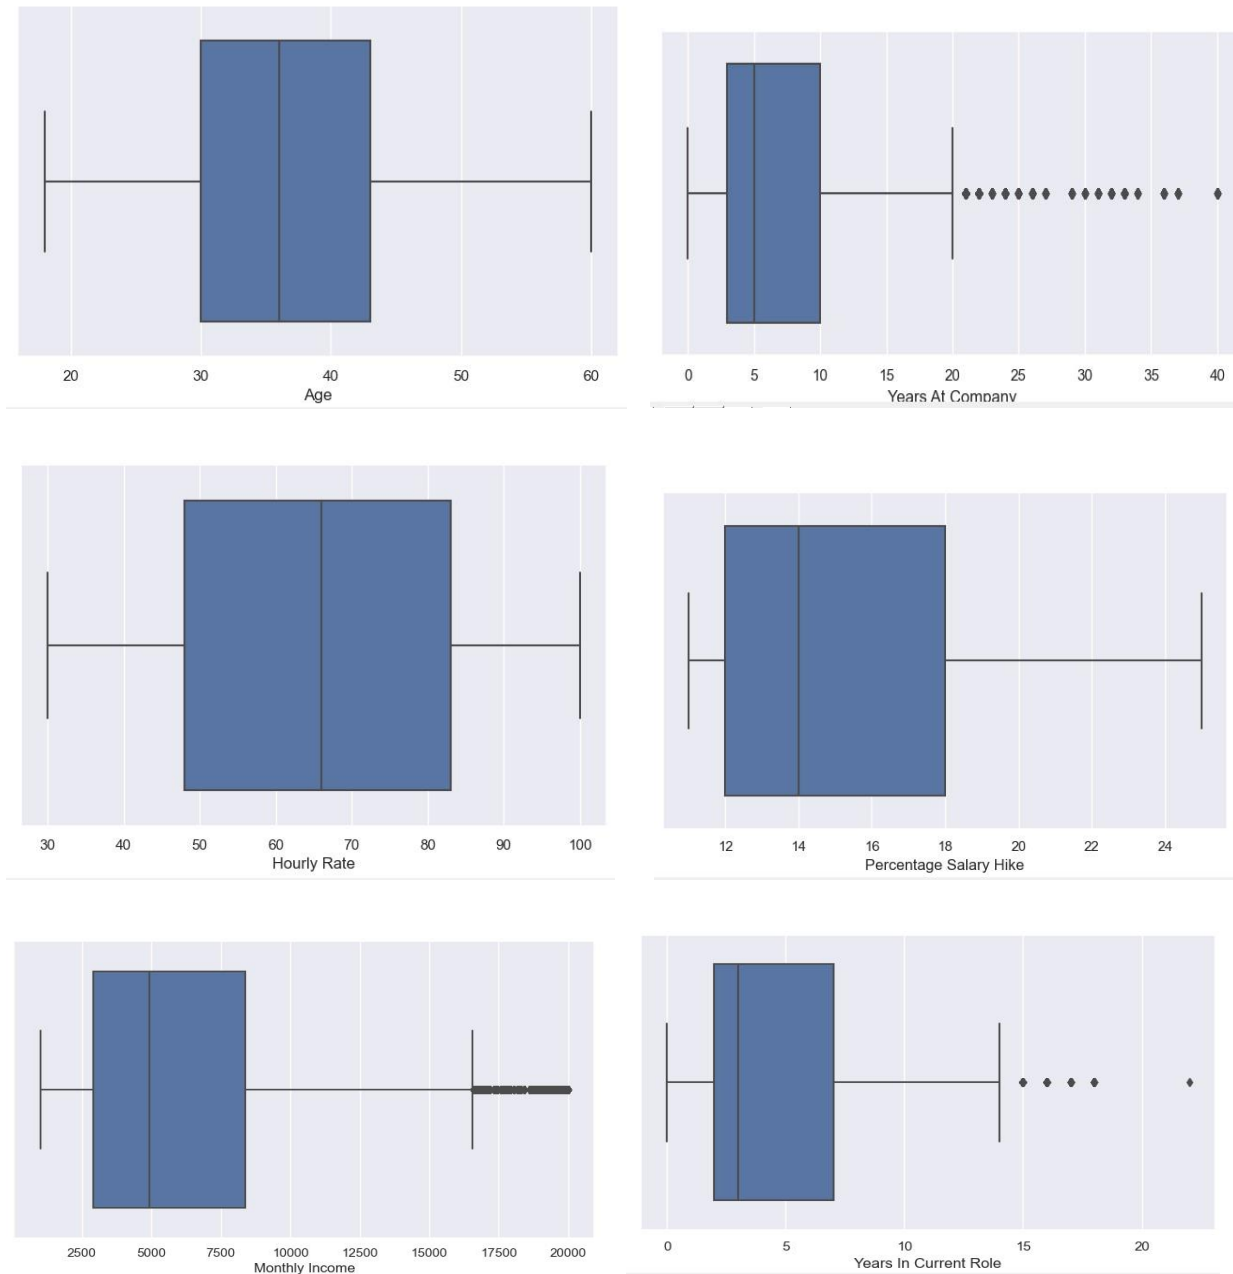 20 30 40 50 60
Age
0 5 10 15 20 25 30 35 40
Years At Company
30 40 50 60 70 80 90 100
Hourly Rate
12 14 16 18 20 22 24
Percentage Salary Hike
2500 5000 7500 10000 12500 15000 17500 20000
Monthly Income
0 5 10 15 20
Years In Current Role